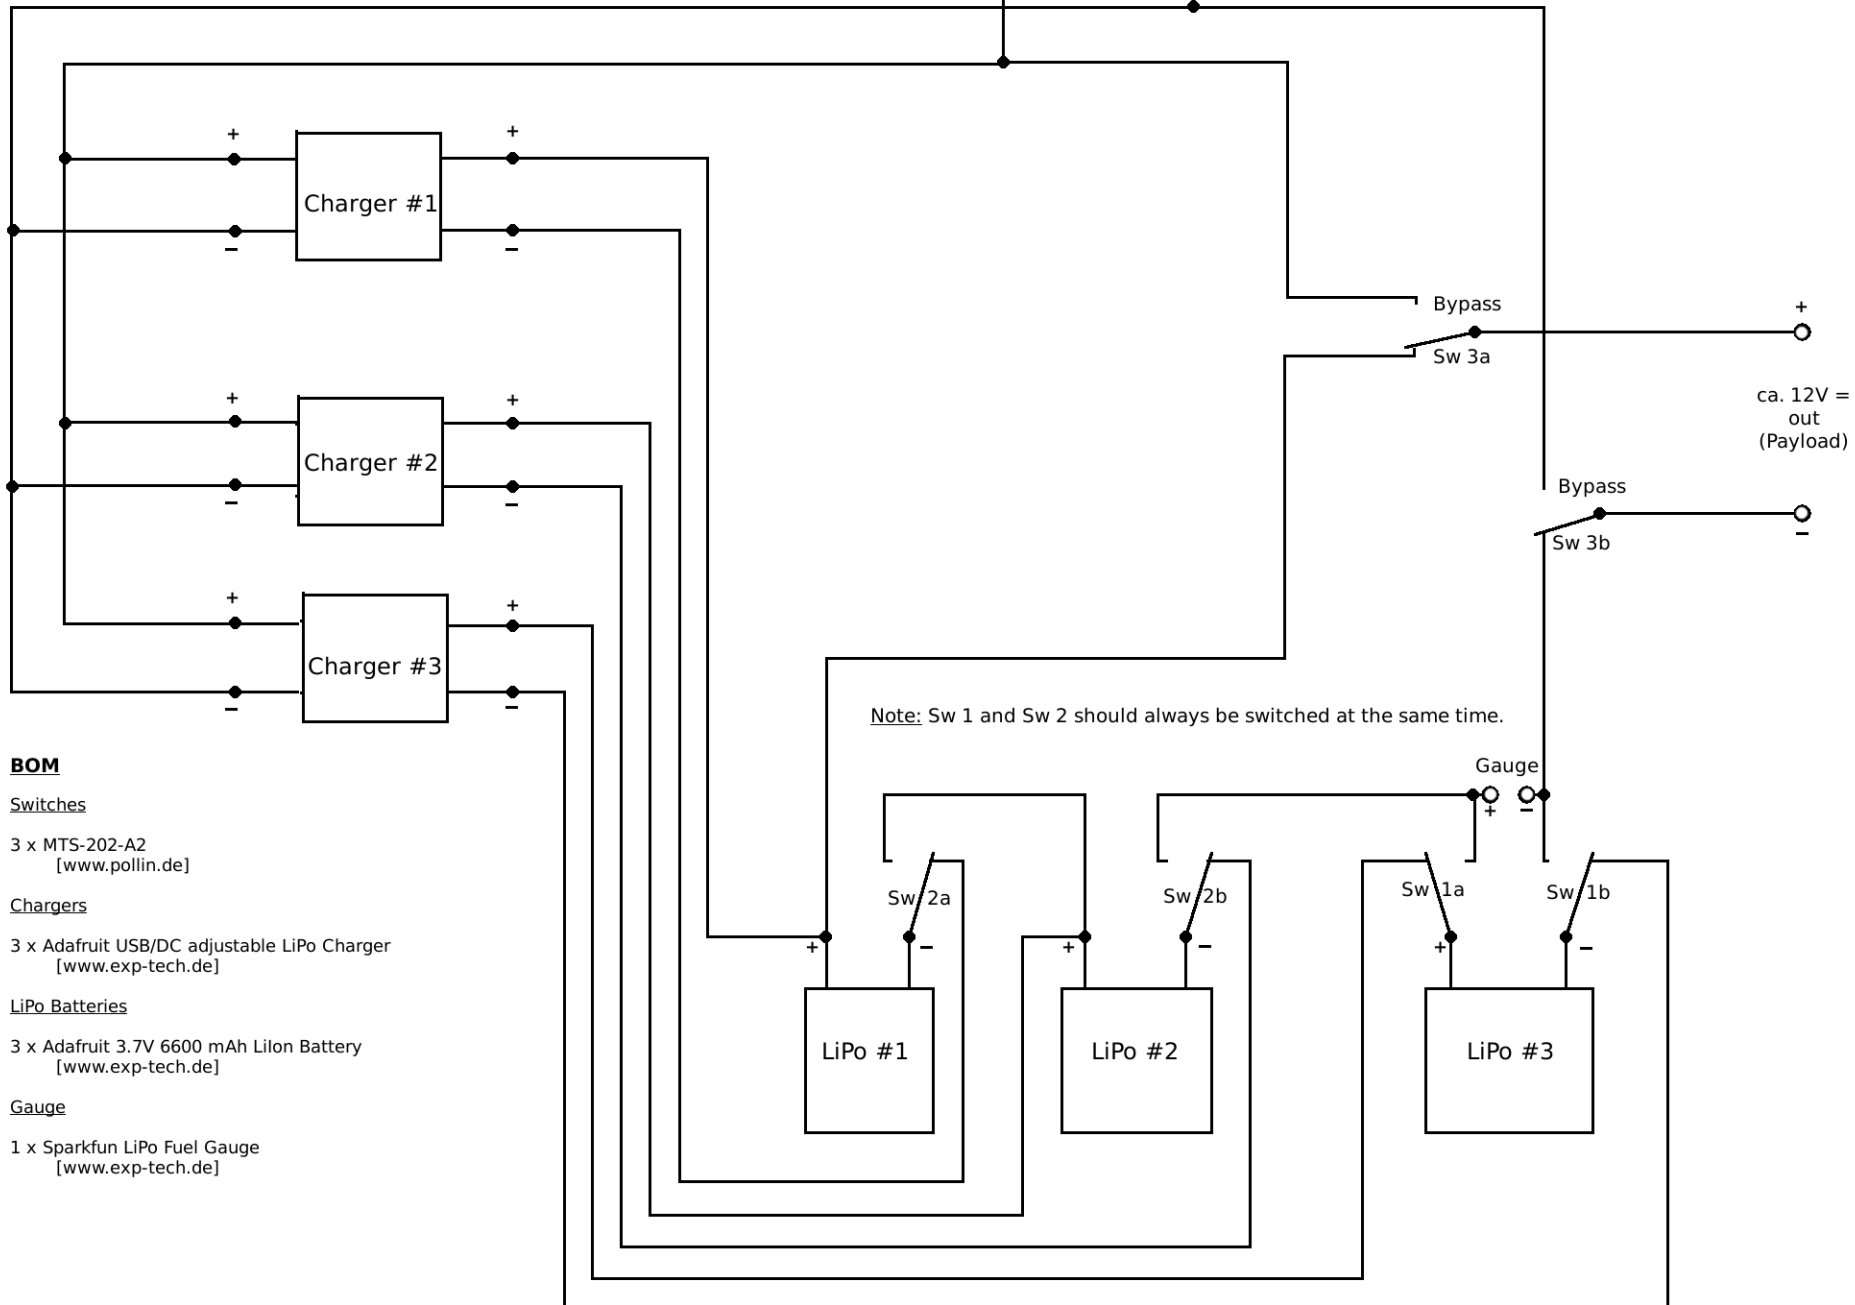 +
+
Charger #1
–
–
+
Bypass
Sw 3a
ca. 12V =
out
(Payload)
+
+
Charger #2
–
–
Bypass
Sw 3b
–
+
+
Charger #3
–
–
Note: Sw 1 and Sw 2 should always be switched at the same time.
Gauge
+ –
Sw 2a
Sw 2b
Sw 1a
Sw 1b
+ –
+ –
+ –
LiPo #1
LiPo #2
LiPo #3
BOM
Switches
3 x MTS-202-A2
[www.pollin.de]
Chargers
3 x Adafruit USB/DC adjustable LiPo Charger
[www.exp-tech.de]
LiPo Batteries
3 x Adafruit 3.7V 6600 mAh LiIon Battery
[www.exp-tech.de]
Gauge
1 x Sparkfun LiPo Fuel Gauge
[www.exp-tech.de]